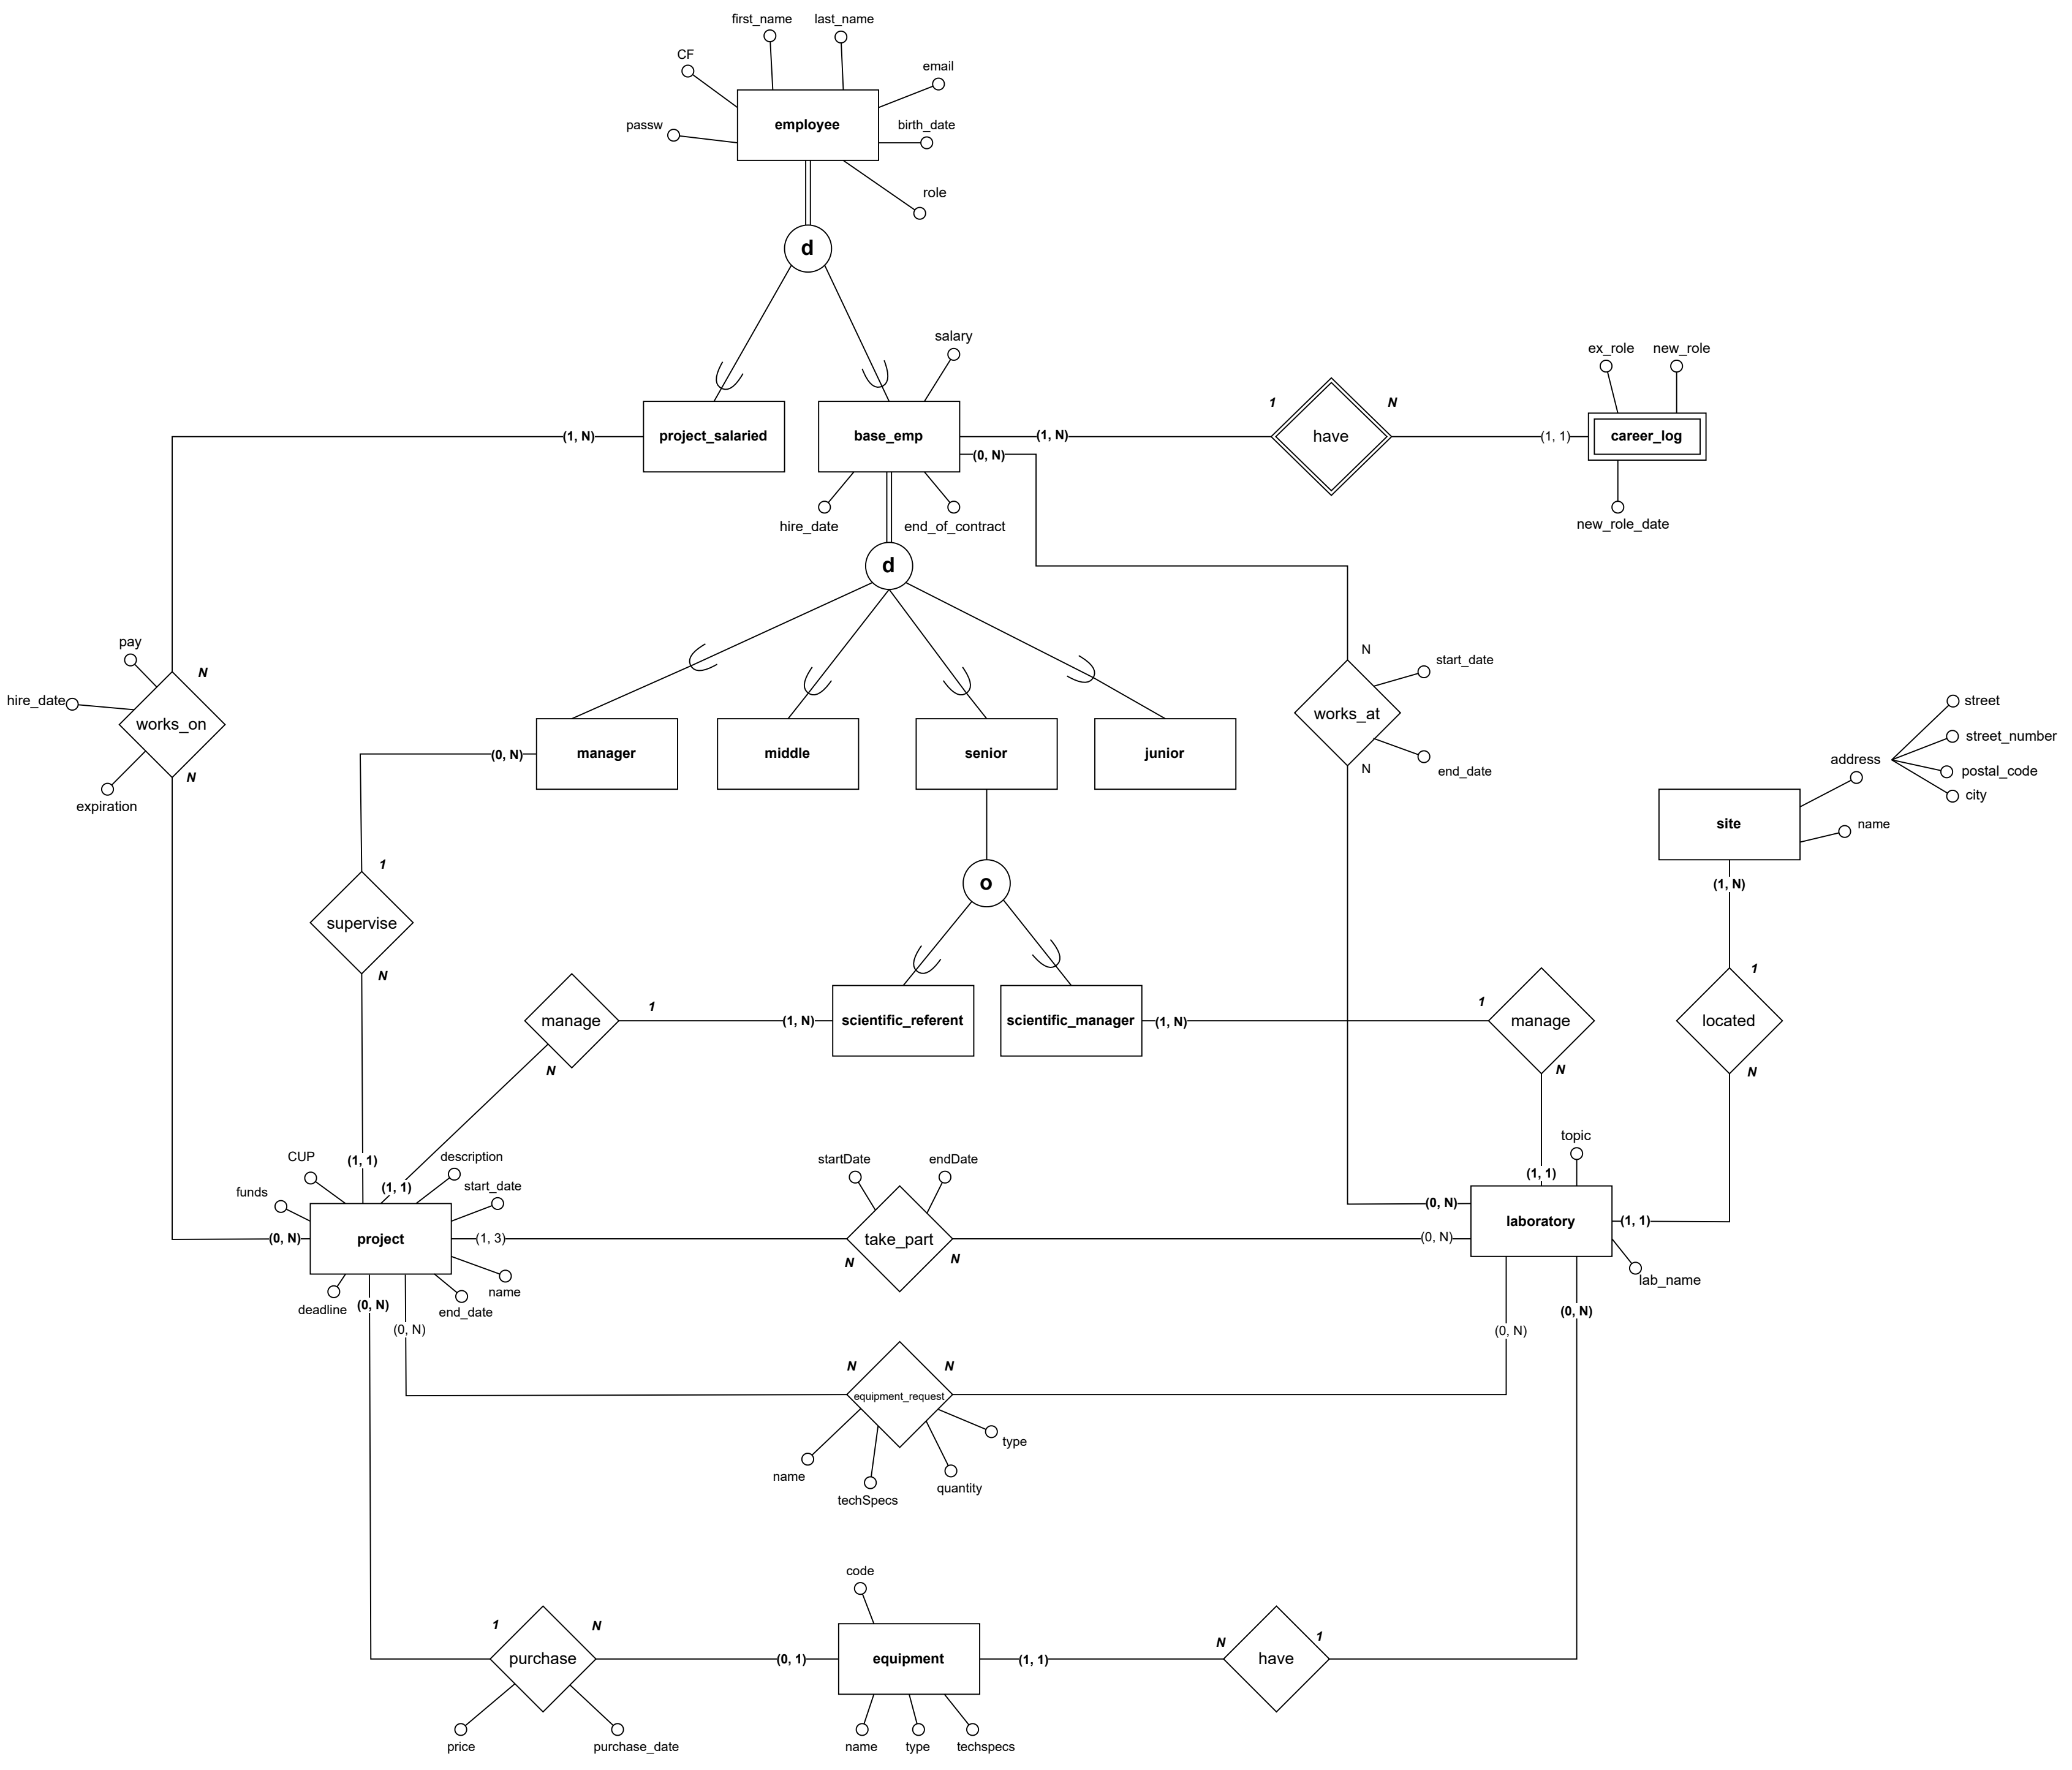 first_name
last_name
CF
email
passw
employee
birth_date
role
d
salary
ex_role
new_role
1
N
(1, N)
project_salaried
base_emp
(1, N)
have
(1, 1)
career_log
(0, N)
hire_date
end_of_contract
new_role_date
d
pay
N
N
start_date
hire_date
works_on
works_at
street
street_number
(0, N)
manager
middle
senior
junior
address
postal_code
N
N
end_date
city
expiration
site
name
1
o
(1, N)
supervise
N
1
manage
1
(1, N)
scientific_referent
scientific_manager
(1, N)
1
manage
located
N
N
N
topic
CUP
(1, 1)
description
startDate
endDate
(1, 1)
funds
(1, 1)
start_date
(0, N)
laboratory
(1, 1)
(0, N)
project
(1, 3)
take_part
(0, N)
N
N
name
lab_name
deadline
(0, N)
end_date
(0, N)
(0, N)
(0, N)
N
N
equipment_request
type
name
quantity
techSpecs
code
1
N
N
1
purchase
(0, 1)
equipment
(1, 1)
have
price
purchase_date
name
type
techspecs